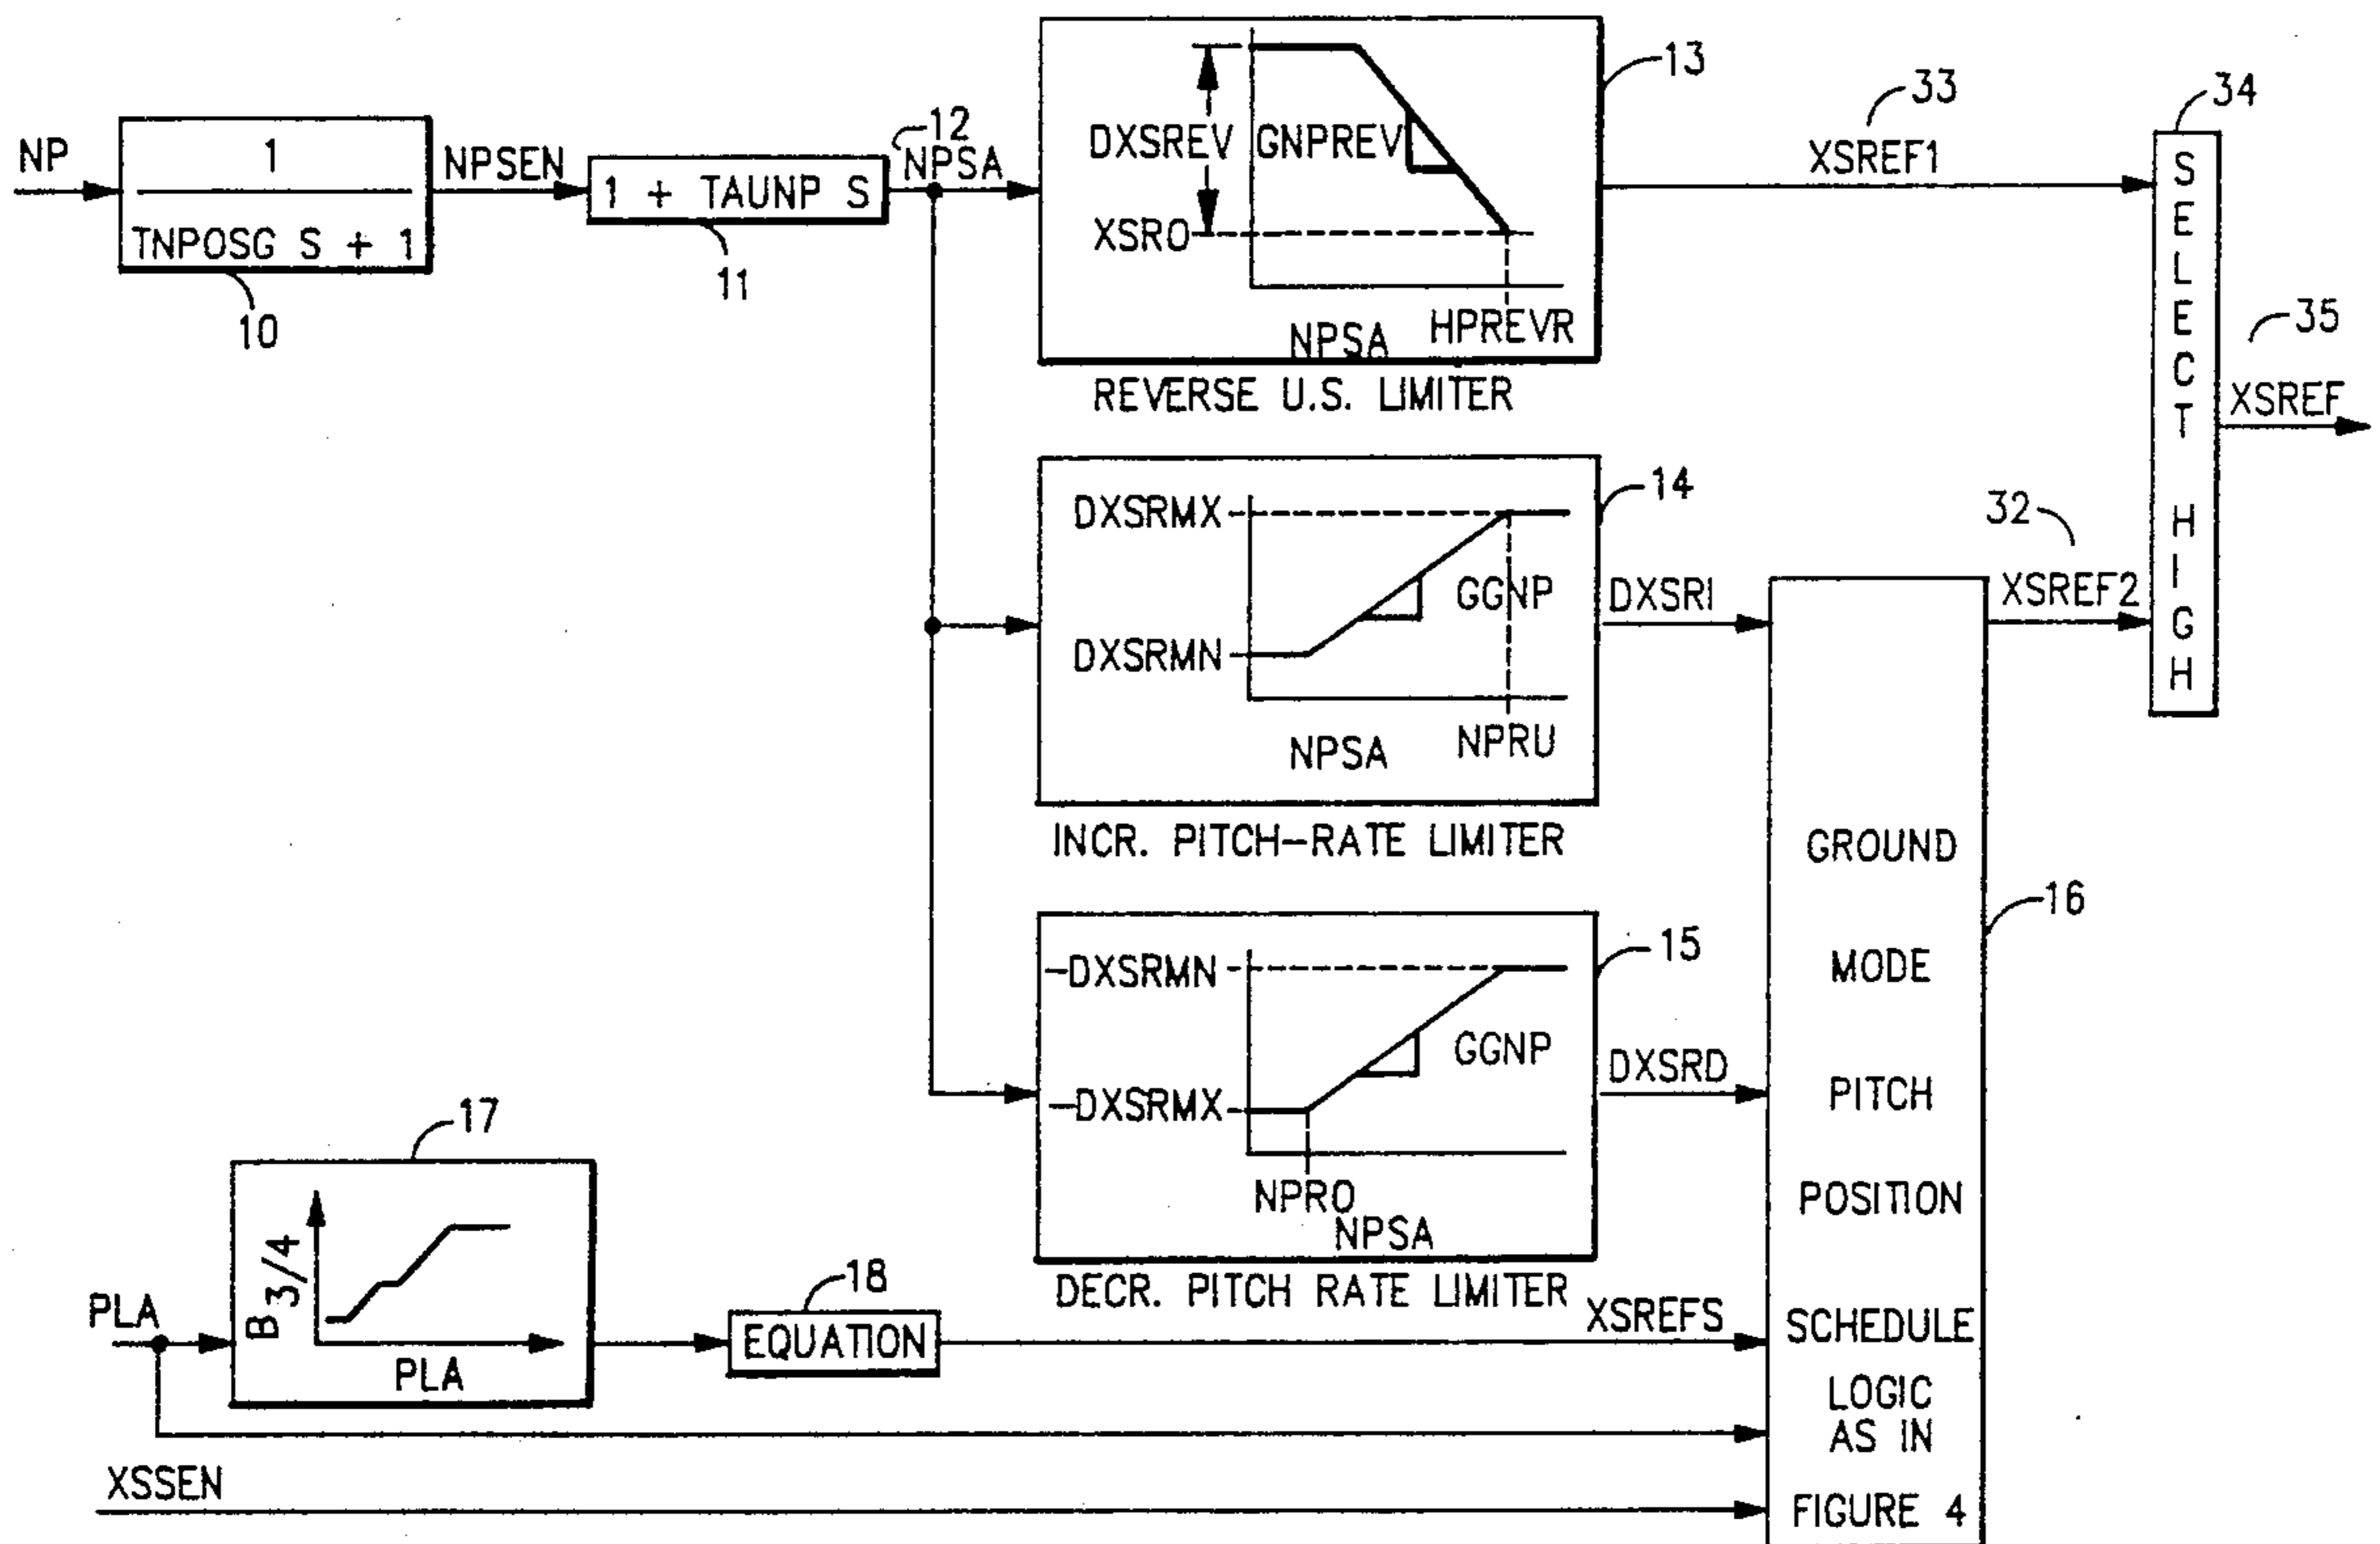 NP
1
TNPOSG S + 1
10
NPSEN
1 + TAUNP S
11
12
NPSA
DXSREV
GNPREV
XSRO
HPREVR
NPSA
13
REVERSE U.S. LIMITER
33
XSREF1
34
SELECT HIGH
35
XSREF
DXSRMX
DXSRMN
GGNP
NPSA
NPRU
14
INCR. PITCH-RATE LIMITER
DXSRI
32
XSREF2
-DXSRMN
-DXSRMX
GGNP
NPRO
NPSA
15
DECR. PITCH RATE LIMITER
DXSRD
GROUND
MODE
PITCH
POSITION
SCHEDULE
LOGIC
AS IN
FIGURE 4
16
PLA
B 3/4
PLA
17
EQUATION
18
XSREFS
XSSEN